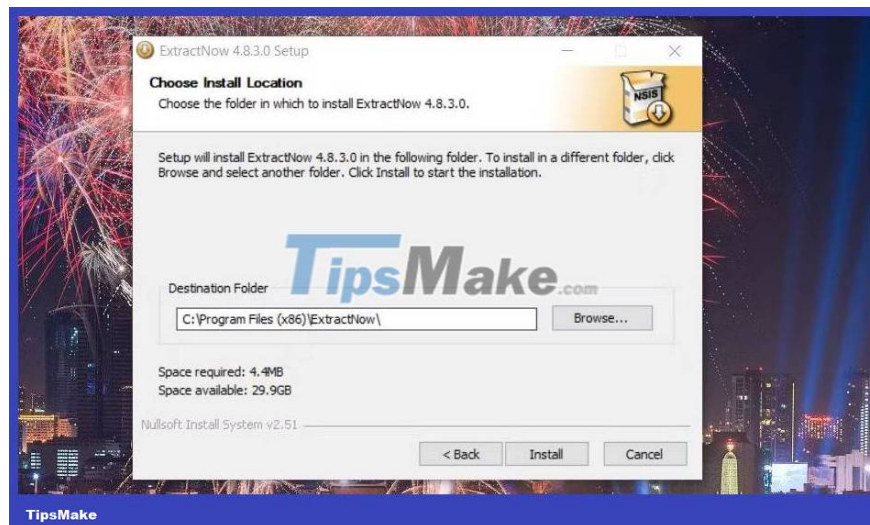 ExtractNow 4.8.3.0 Setup
Choose Install Location
Choose the folder in which to install ExtractNow 4.8.3.0.
NSIS
Setup will install ExtractNow 4.8.3.0 in the following folder. To install in a different folder, click
Browse and select another folder. Click Install to start the installation.
TipsMake.com
Destination Folder
C:\Program Files (x86)\ExtractNow\
Browse...
Space required: 4.4MB
Space available: 29.9GB
Nullsoft Install System v2.51
< Back Install Cancel
TipsMake